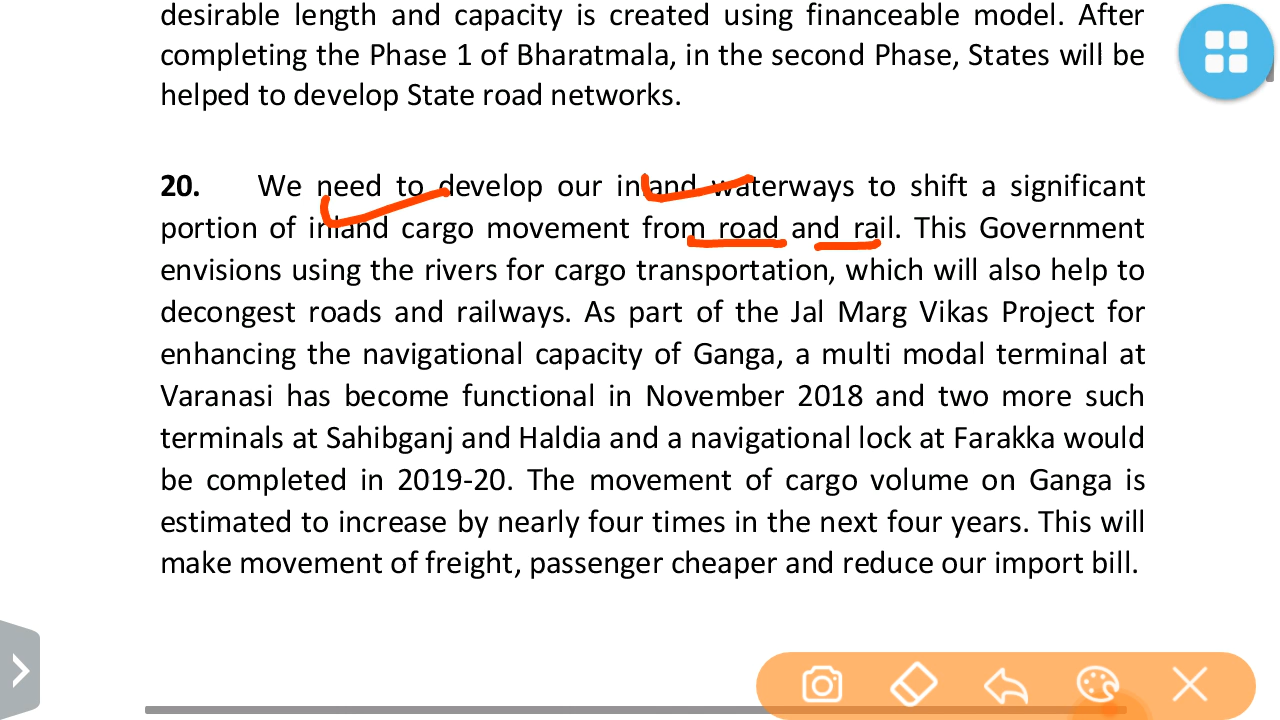 desirable length and capacity is created using financeable model. After
completing the Phase 1 of Bharatmala, in the second Phase, States will be
helped to develop State road networks.
20. We need to develop our inland waterways to shift a significant
portion of inland cargo movement from road and rail. This Government
envisions using the rivers for cargo transportation, which will also help to
decongest roads and railways. As part of the Jal Marg Vikas Project for
enhancing the navigational capacity of Ganga, a multi modal terminal at
Varanasi has become functional in November 2018 and two more such
terminals at Sahibganj and Haldia and a navigational lock at Farakka would
be completed in 2019-20. The movement of cargo volume on Ganga is
estimated to increase by nearly four times in the next four years. This will
make movement of freight, passenger cheaper and reduce our import bill.